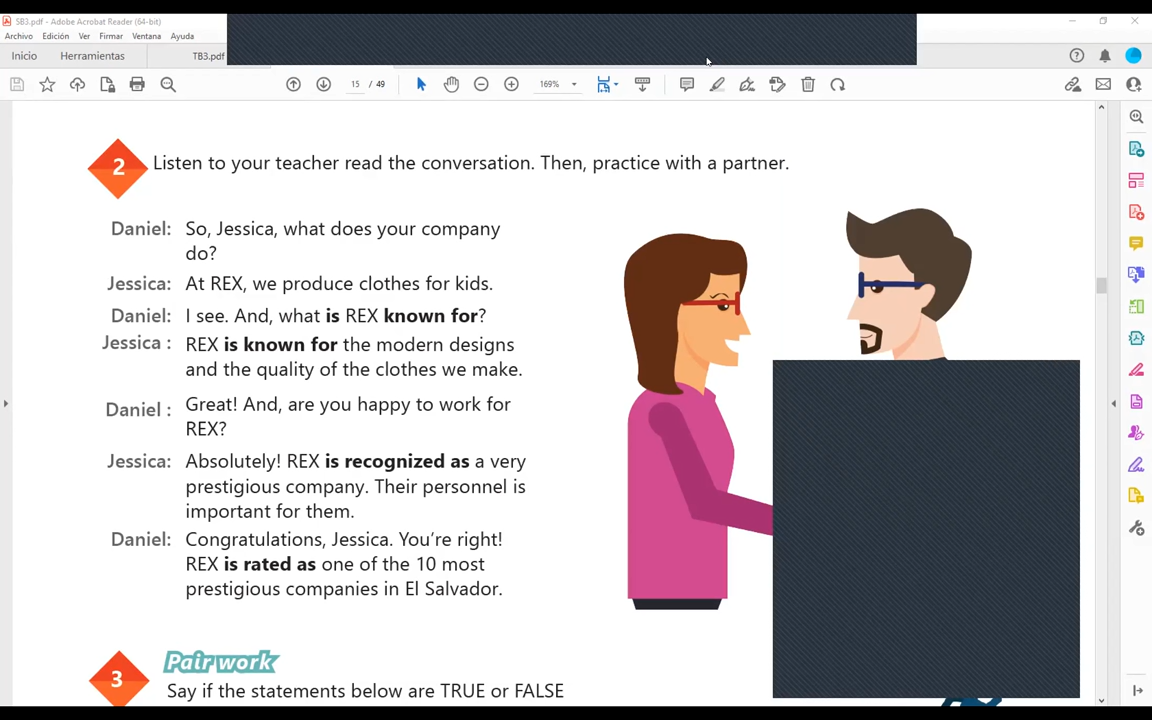 SB3.pdf - Adobe Acrobat Reader (64-bit)
Archivo Edición Ver Firmar Ventana Ayuda
Inicio Herramientas TB3.pdf
15 / 49 169%
2 Listen to your teacher read the conversation. Then, practice with a partner.
Daniel: So, Jessica, what does your company
do?
Jessica: At REX, we produce clothes for kids.
Daniel: I see. And, what is REX known for?
Jessica : REX is known for the modern designs
and the quality of the clothes we make.
Daniel : Great! And, are you happy to work for
REX?
Jessica: Absolutely! REX is recognized as a very
prestigious company. Their personnel is
important for them.
Daniel: Congratulations, Jessica. You’re right!
REX is rated as one of the 10 most
prestigious companies in El Salvador.
Pair work
3 Say if the statements below are TRUE or FALSE